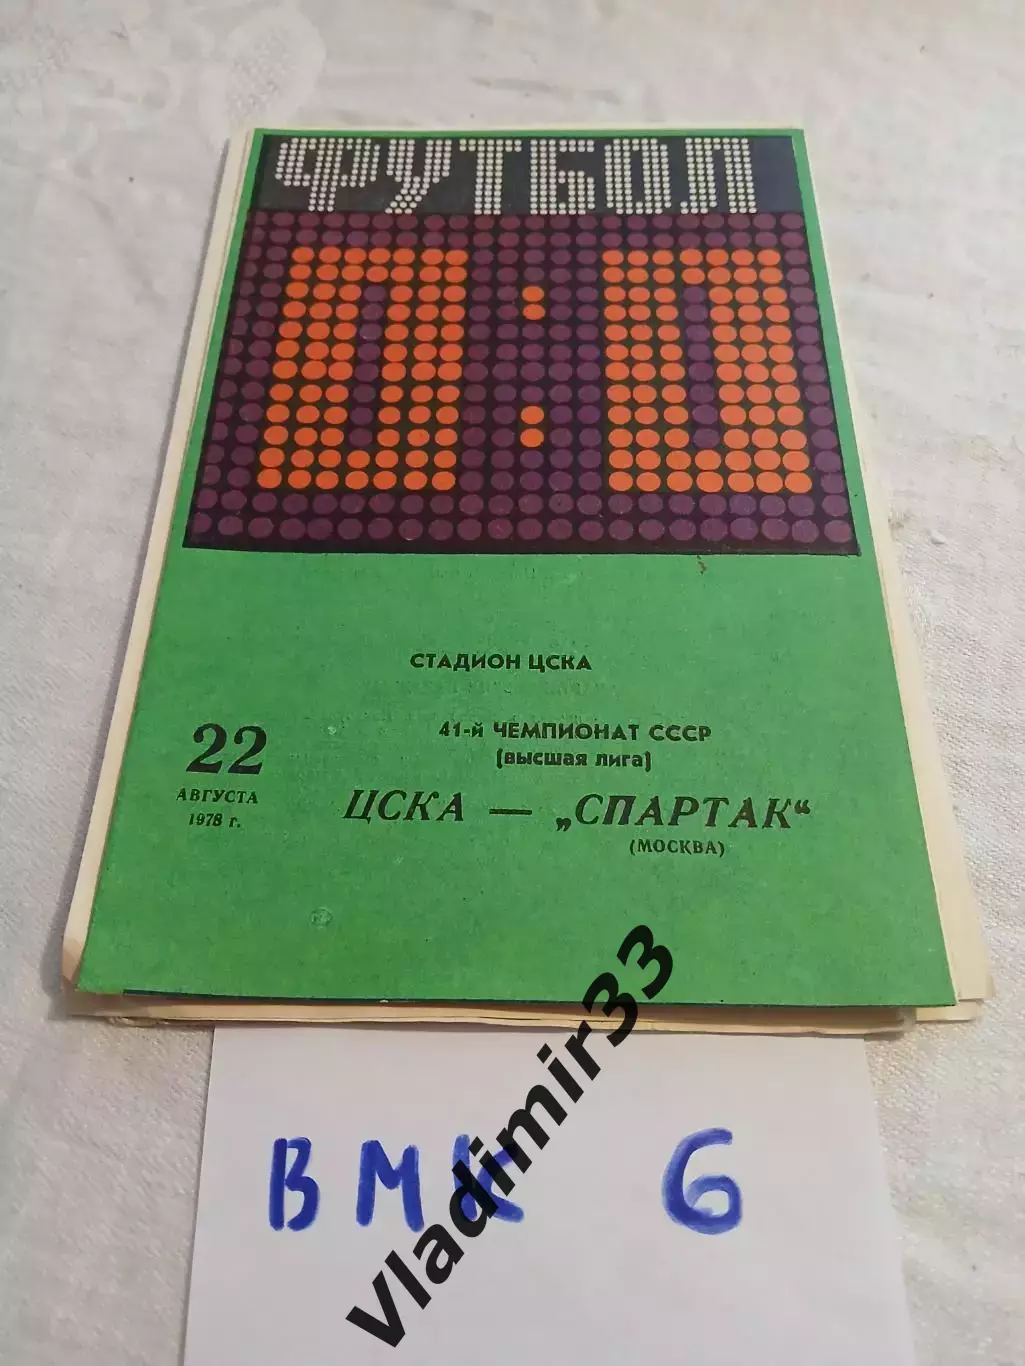 ФУТБОЛ
0:0
СТАДИОН ЦСКА
41-й ЧЕМПИОНАТ СССР
(высшая лига)
22
АВГУСТА
1978 г.
ЦСКА — „СПАРТАК“
(МОСКВА)
ВМК 6
Vladimir33